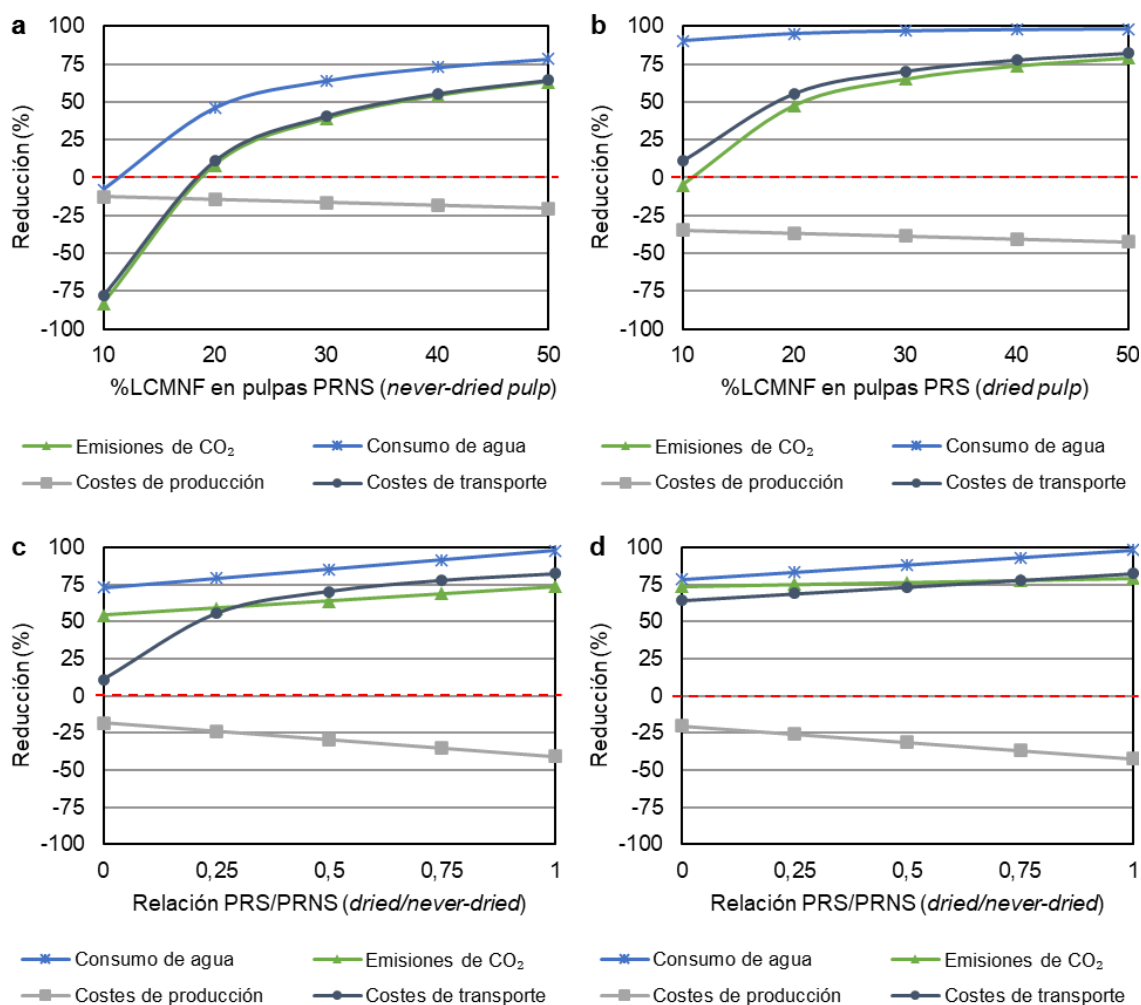 a
100
75
50
25
0
-25
-50
-75
-100
Reducción (%)
10 20 30 40 50
%LCMNF en pulpas PRNS (never-dried pulp)
Emisiones de CO₂ Consumo de agua
Costes de producción Costes de transporte
b
100
75
50
25
0
-25
-50
-75
-100
Reducción (%)
10 20 30 40 50
%LCMNF en pulpas PRS (dried pulp)
Emisiones de CO₂ Consumo de agua
Costes de producción Costes de transporte
c
100
75
50
25
0
-25
-50
-75
-100
Reducción (%)
0 0,25 0,5 0,75 1
Relación PRS/PRNS (dried/never-dried)
Consumo de agua Emisiones de CO₂
Costes de producción Costes de transporte
d
100
75
50
25
0
-25
-50
-75
-100
Reducción (%)
0 0,25 0,5 0,75 1
Relación PRS/PRNS (dried/never-dried)
Consumo de agua Emisiones de CO₂
Costes de producción Costes de transporte